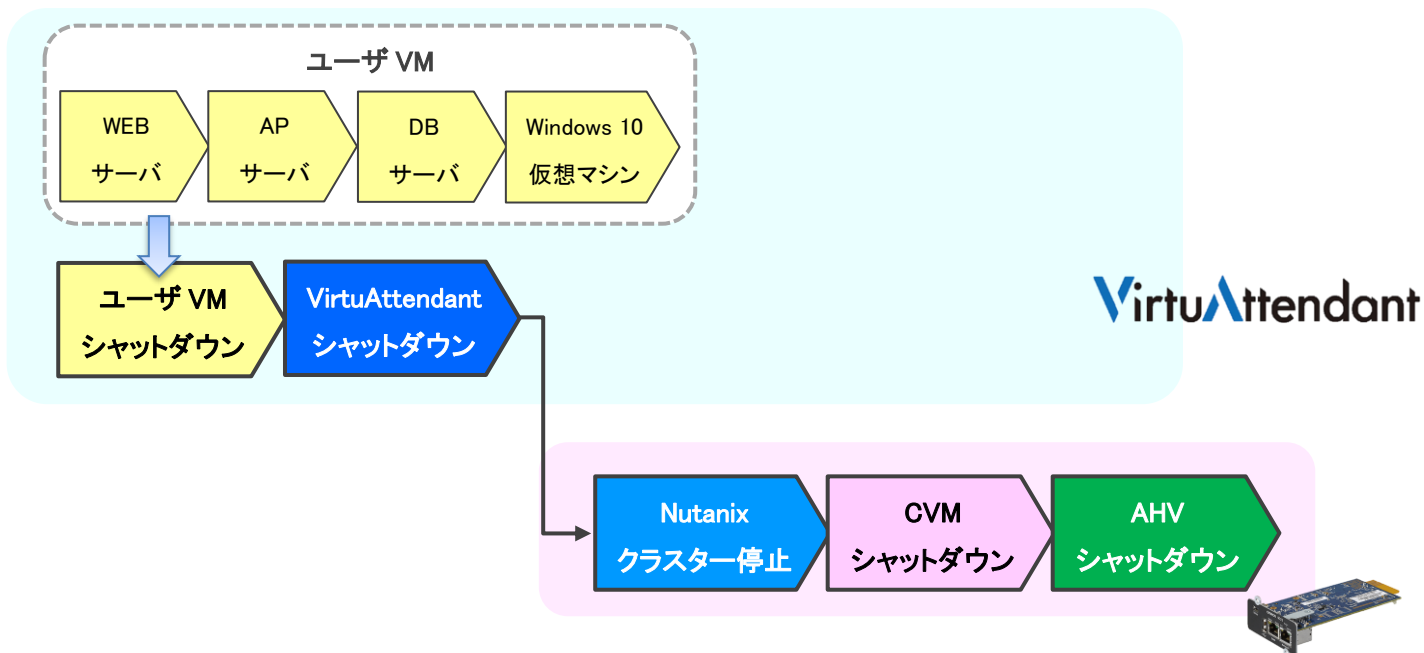 ユーザ VM
WEB
サーバ
AP
サーバ
DB
サーバ
Windows 10
仮想マシン
ユーザ VM
シャットダウン
VirtuAttendant
シャットダウン
VirtuAttendant
Nutanix
クラスター停止
CVM
シャットダウン
AHV
シャットダウン